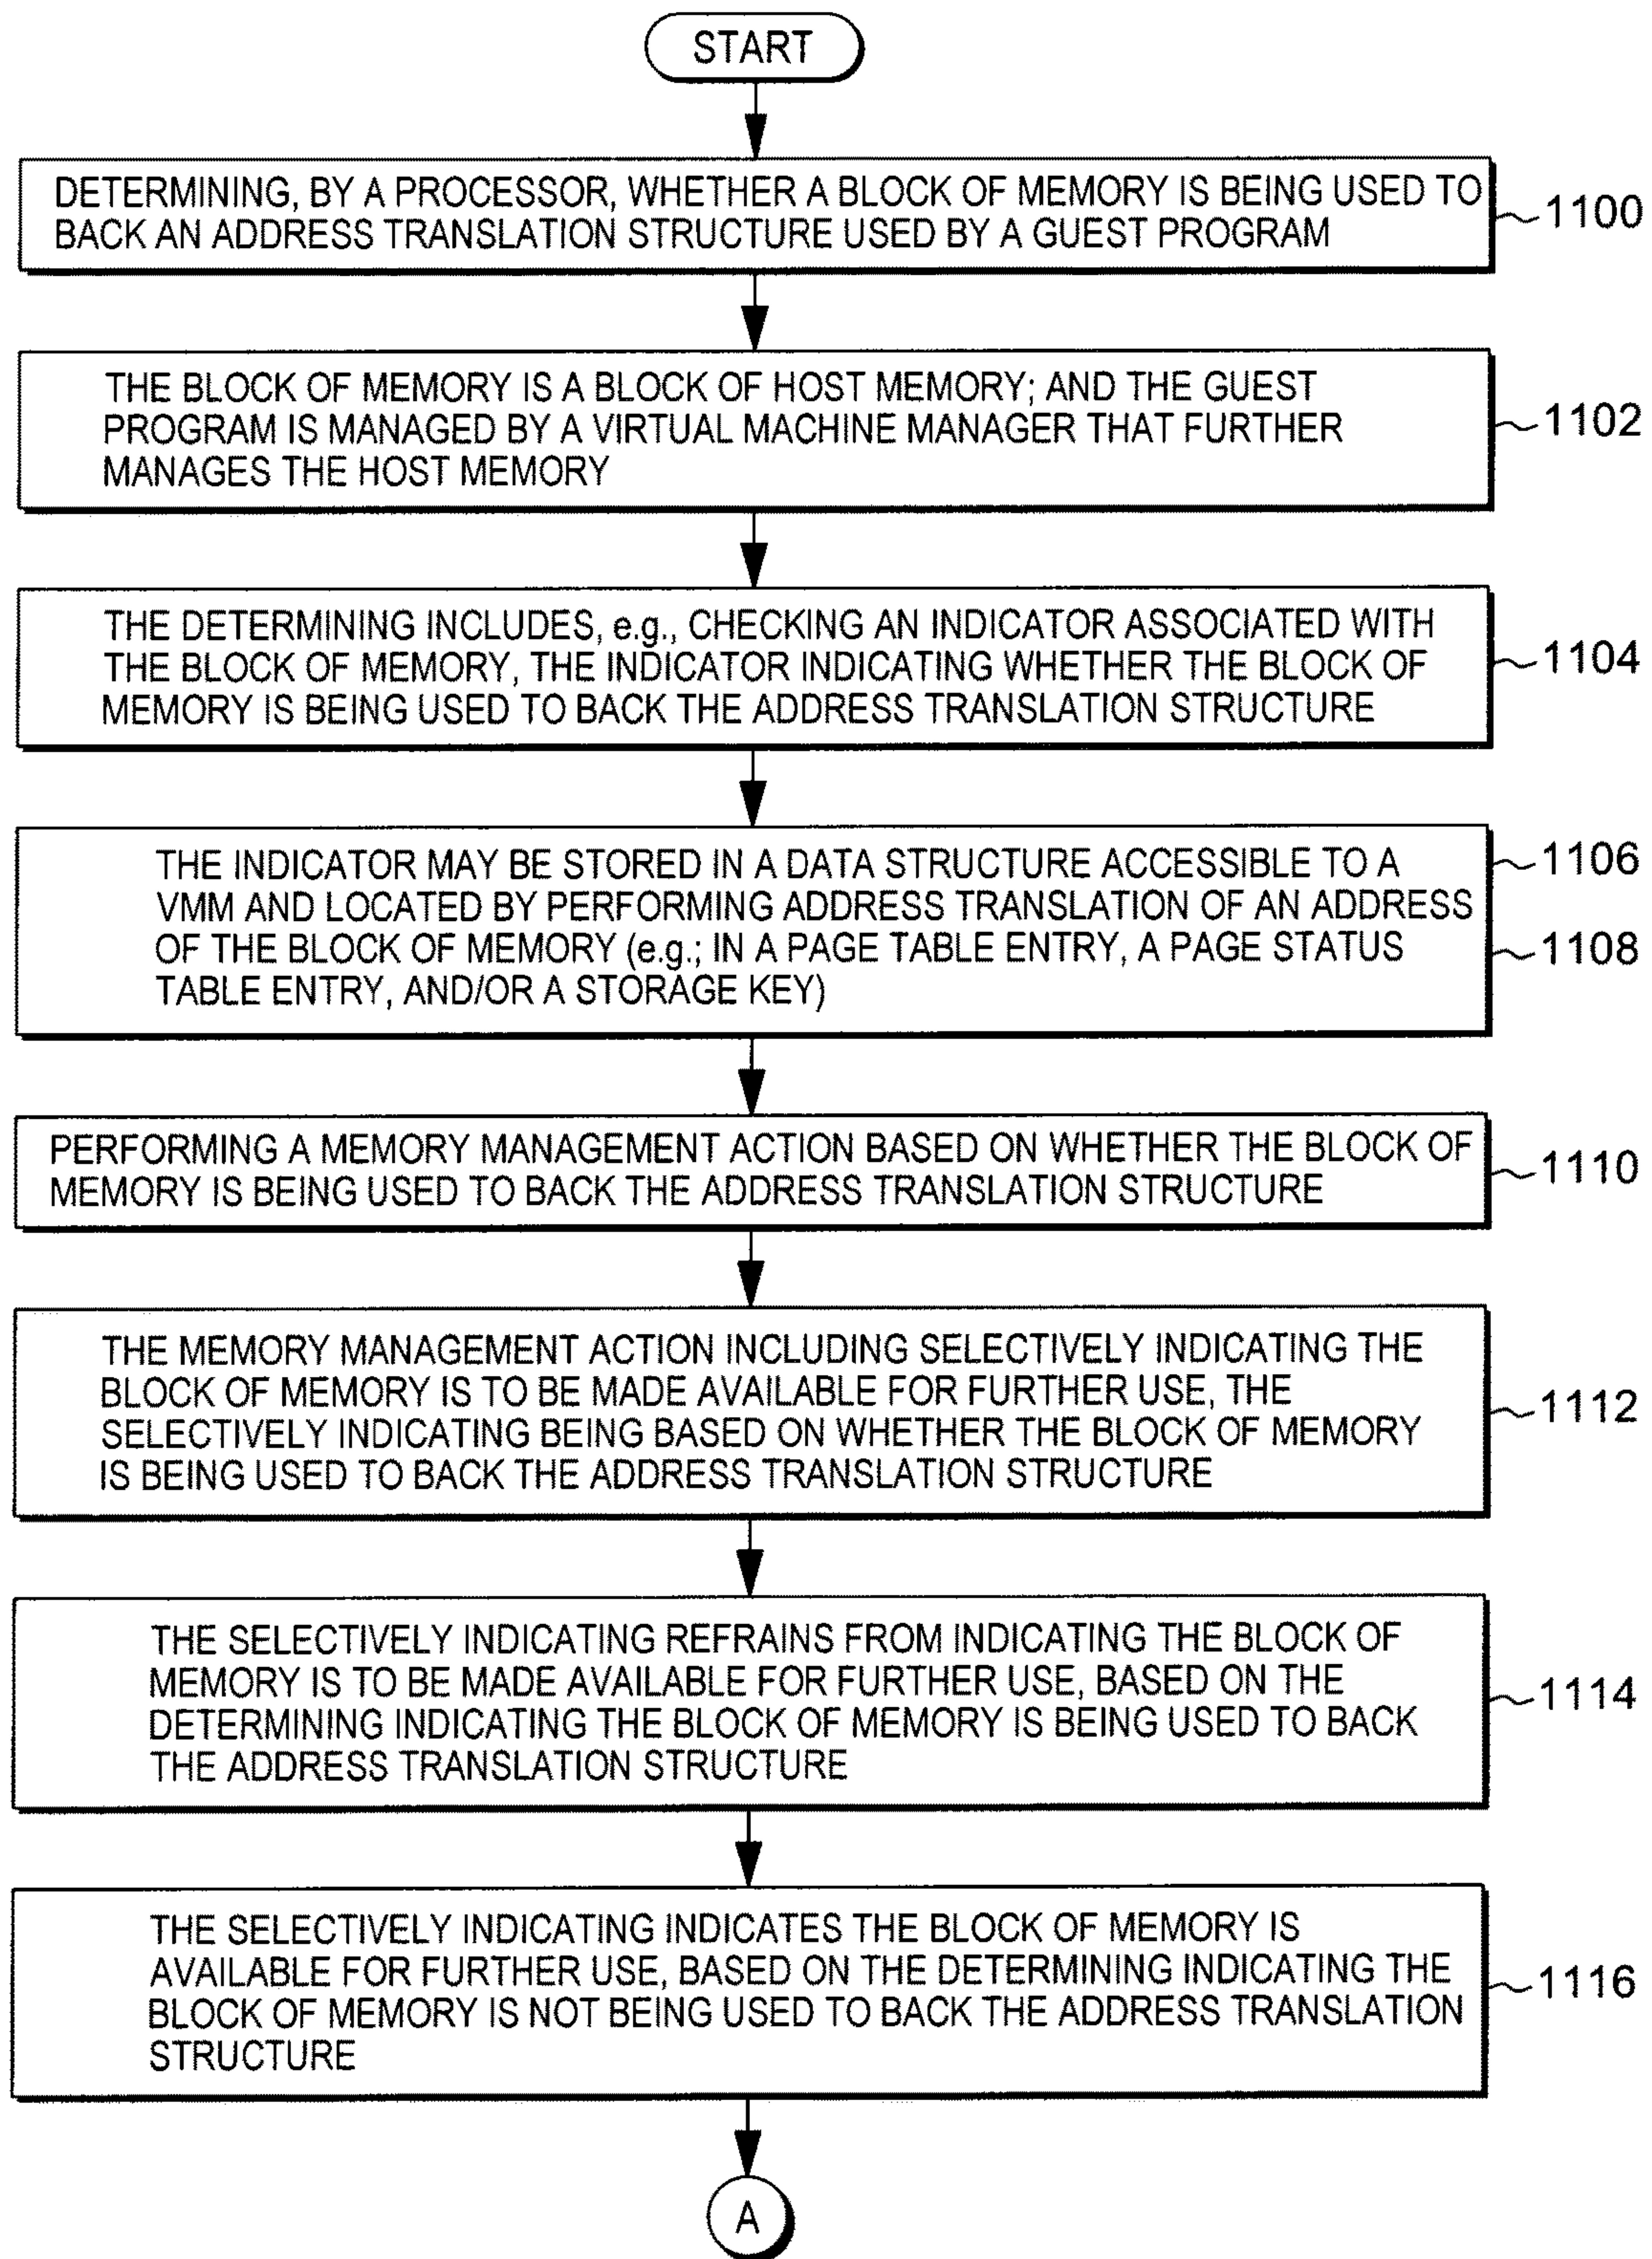 START
DETERMINING, BY A PROCESSOR, WHETHER A BLOCK OF MEMORY IS BEING USED TO
BACK AN ADDRESS TRANSLATION STRUCTURE USED BY A GUEST PROGRAM
1100
THE BLOCK OF MEMORY IS A BLOCK OF HOST MEMORY; AND THE GUEST
PROGRAM IS MANAGED BY A VIRTUAL MACHINE MANAGER THAT FURTHER
MANAGES THE HOST MEMORY
1102
THE DETERMINING INCLUDES, e.g., CHECKING AN INDICATOR ASSOCIATED WITH
THE BLOCK OF MEMORY, THE INDICATOR INDICATING WHETHER THE BLOCK OF
MEMORY IS BEING USED TO BACK THE ADDRESS TRANSLATION STRUCTURE
1104
THE INDICATOR MAY BE STORED IN A DATA STRUCTURE ACCESSIBLE TO A
VMM AND LOCATED BY PERFORMING ADDRESS TRANSLATION OF AN ADDRESS
OF THE BLOCK OF MEMORY (e.g.; IN A PAGE TABLE ENTRY, A PAGE STATUS
TABLE ENTRY, AND/OR A STORAGE KEY)
1106
1108
PERFORMING A MEMORY MANAGEMENT ACTION BASED ON WHETHER THE BLOCK OF
MEMORY IS BEING USED TO BACK THE ADDRESS TRANSLATION STRUCTURE
1110
THE MEMORY MANAGEMENT ACTION INCLUDING SELECTIVELY INDICATING THE
BLOCK OF MEMORY IS TO BE MADE AVAILABLE FOR FURTHER USE, THE
SELECTIVELY INDICATING BEING BASED ON WHETHER THE BLOCK OF MEMORY
IS BEING USED TO BACK THE ADDRESS TRANSLATION STRUCTURE
1112
THE SELECTIVELY INDICATING REFRAINS FROM INDICATING THE BLOCK OF
MEMORY IS TO BE MADE AVAILABLE FOR FURTHER USE, BASED ON THE
DETERMINING INDICATING THE BLOCK OF MEMORY IS BEING USED TO BACK
THE ADDRESS TRANSLATION STRUCTURE
1114
THE SELECTIVELY INDICATING INDICATES THE BLOCK OF MEMORY IS
AVAILABLE FOR FURTHER USE, BASED ON THE DETERMINING INDICATING THE
BLOCK OF MEMORY IS NOT BEING USED TO BACK THE ADDRESS TRANSLATION
STRUCTURE
1116
A